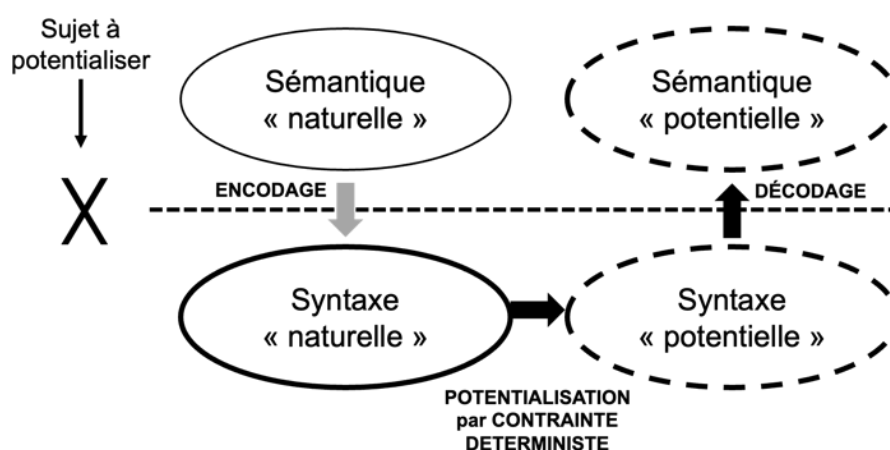 Sujet à
potentialiser
X
Sémantique
« naturelle »
Sémantique
« potentielle »
ENCODAGE
DÉCODAGE
Syntaxe
« naturelle »
Syntaxe
« potentielle »
POTENTIALISATION
par CONTRAINTE
DETERMINISTE